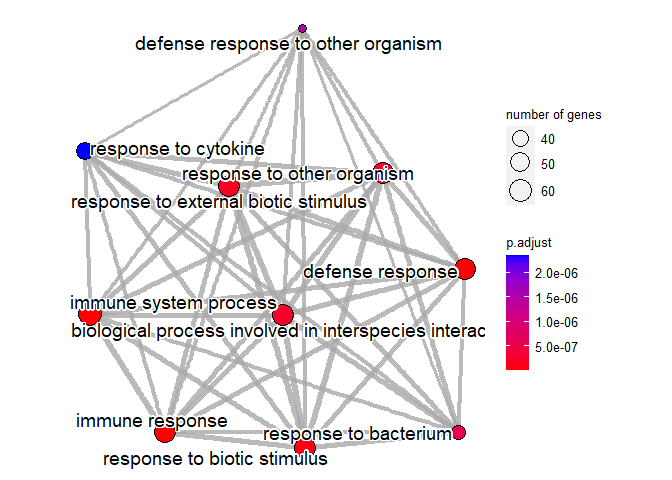 defense response to other organism
response to cytokine
response to other organism
response to external biotic stimulus
defense response
immune system process
biological process involved in interspecies interac
immune response
response to bacterium
response to biotic stimulus
number of genes
40
50
60
p.adjust
2.0e-06
1.5e-06
1.0e-06
5.0e-07